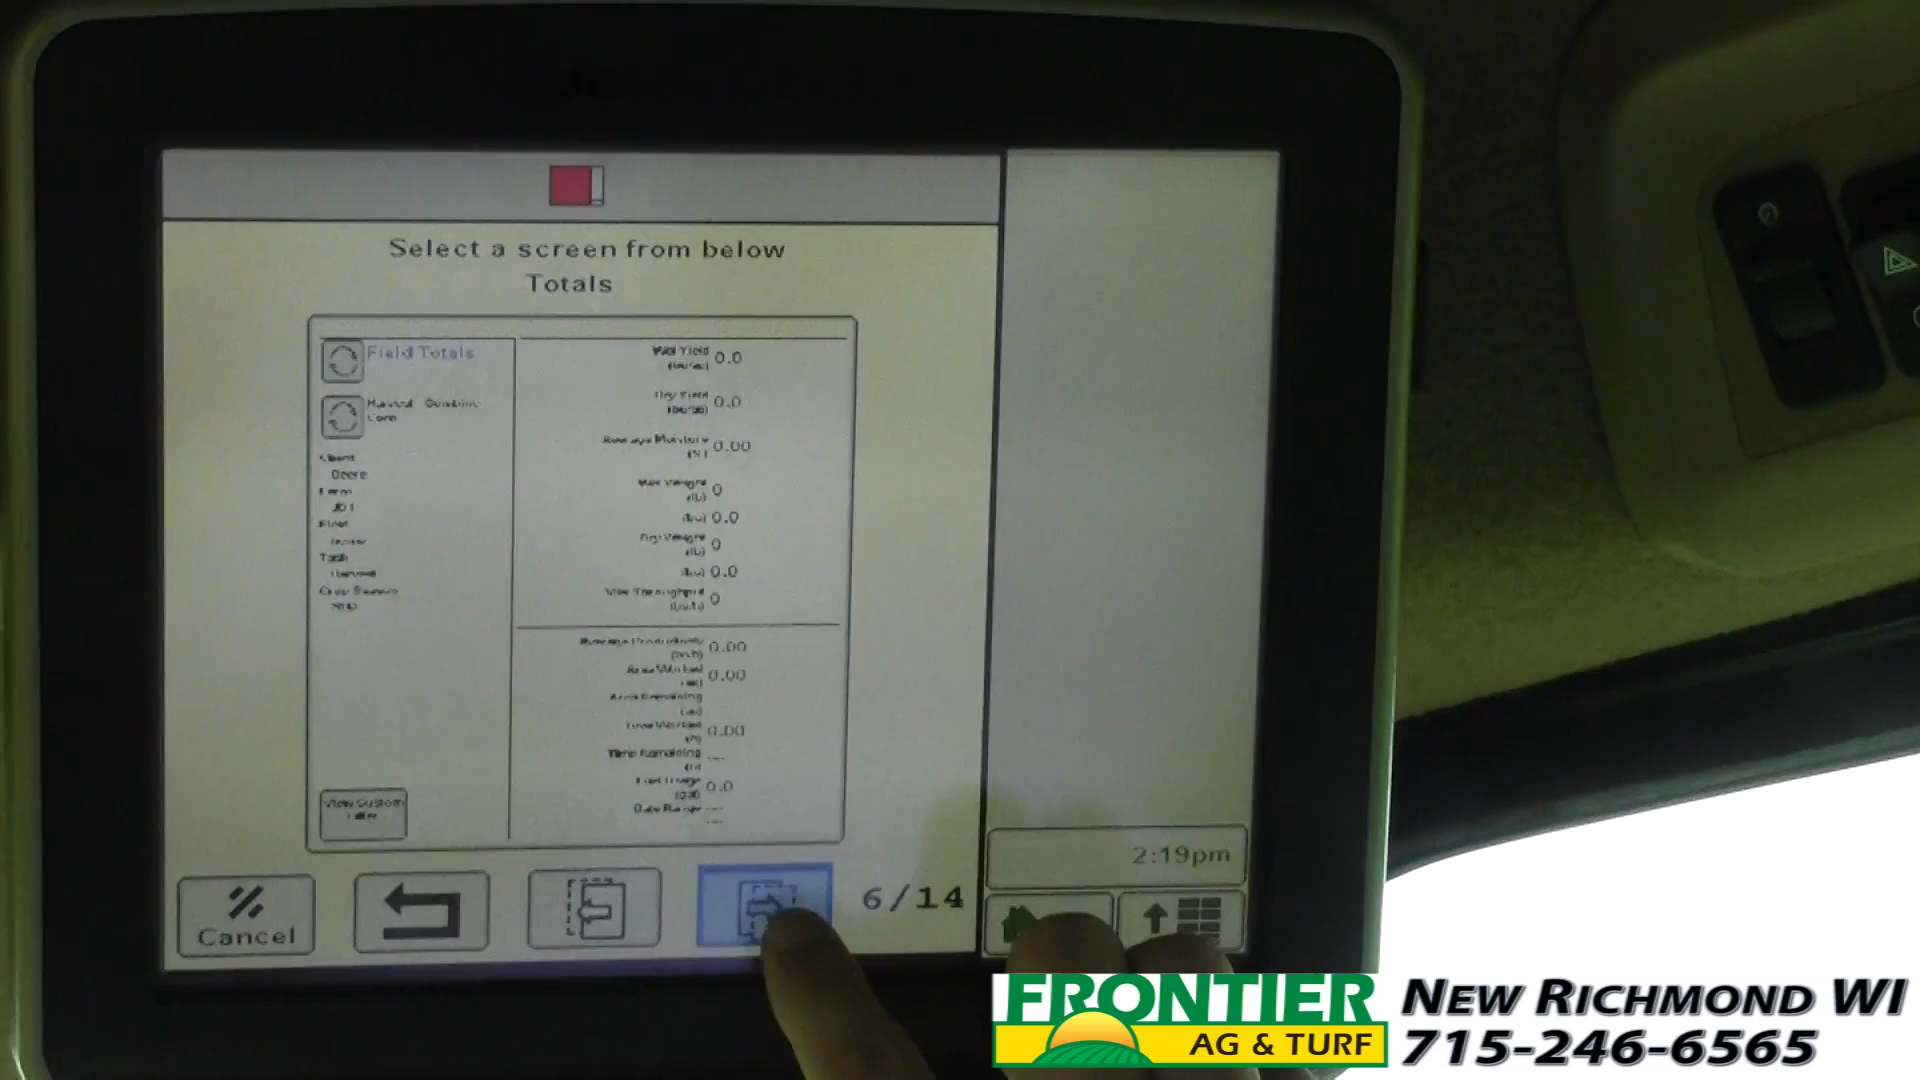 Select a screen from below
Totals
Field Totals
Harvest - Combine
Corn
Client
Deere
Farm
JD1
Field
Task
Harvest
Crop Season
View Custom
Filter
Wet Yield
(bu/ac) 0.0
Dry Yield
(bu/ac) 0.0
Average Moisture
(%) 0.00
Wet Weight
(lb) 0
(bu) 0.0
Dry Weight
(lb) 0
(bu) 0.0
Wet Throughput
(bu/h) 0
Average Productivity
(ac/h) 0.00
Area Worked
(ac) 0.00
Area Remaining
(ac)
Time Worked
(h) 0.00
Time Remaining ---
(h)
Fuel Usage
(gal) 0.0
Date Range ---
---
Cancel
6/14
2:19pm
FRONTIER
AG & TURF
NEW RICHMOND WI
715-246-6565